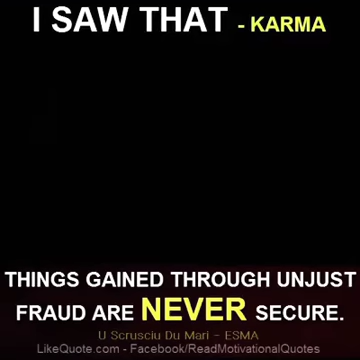 I SAW THAT - KARMA
THINGS GAINED THROUGH UNJUST
FRAUD ARE NEVER SECURE.
U Scrusciu Du Mari - ESMA
LikeQuote.com - Facebook/ReadMotivationalQuotes